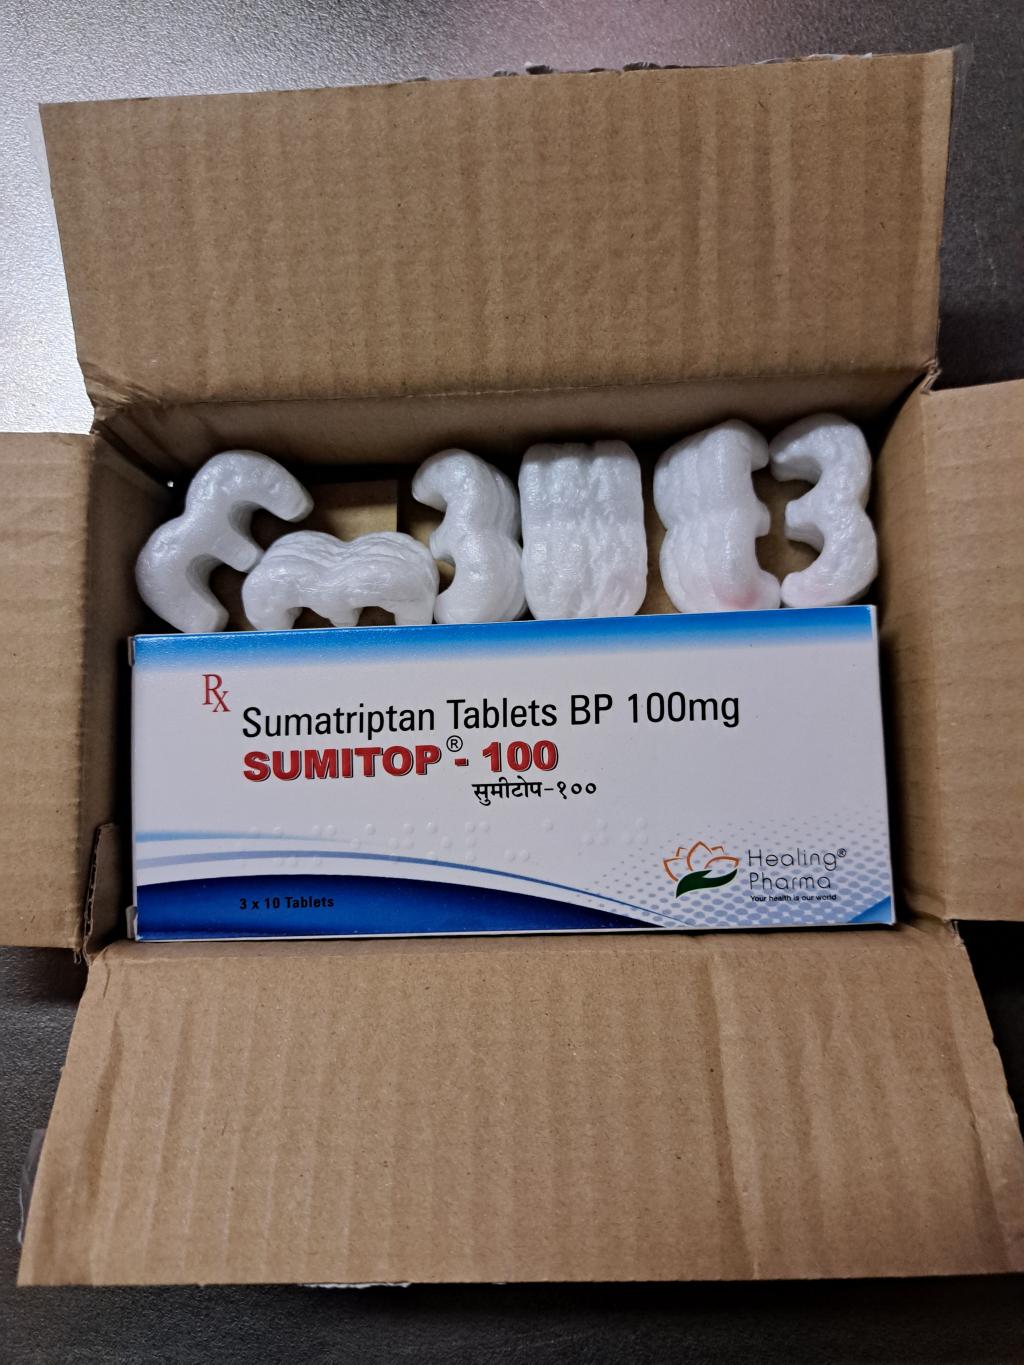 Rx
Sumatriptan Tablets BP 100mg
SUMITOP® - 100
सुमीटोप-१००
Healing®
Pharma
Your health is our world
3 x 10 Tablets